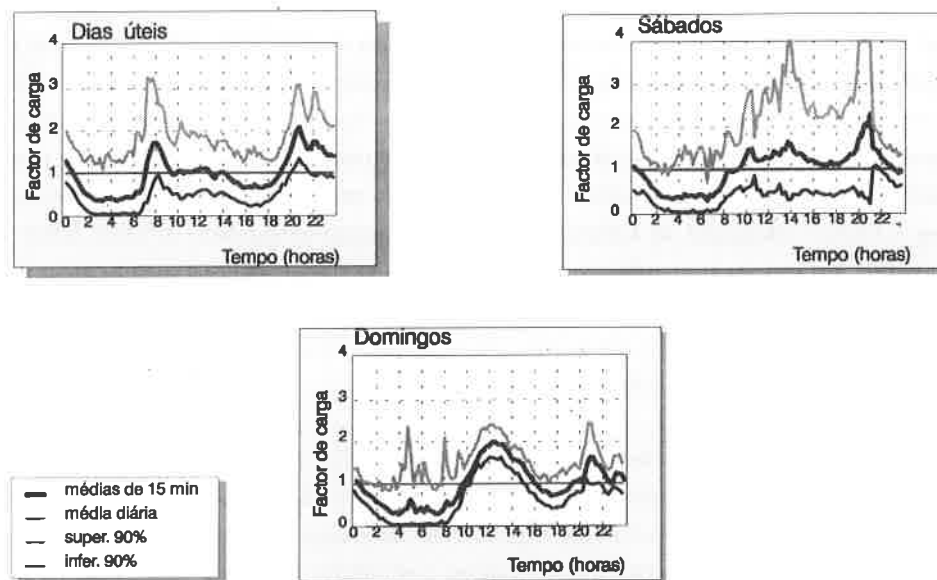 Dias úteis
4
3
2
1
0
Factor de carga
0 2 4 6 8 10 12 14 16 18 20 22
Tempo (horas)
Sábados
4
3
2
1
0
Factor de carga
0 2 4 6 8 10 12 14 16 18 20 22
Tempo (horas)
Domingos
4
3
2
1
0
Factor de carga
0 2 4 6 8 10 12 14 16 18 20 22
Tempo (horas)
médias de 15 min
média diária
super. 90%
infer. 90%